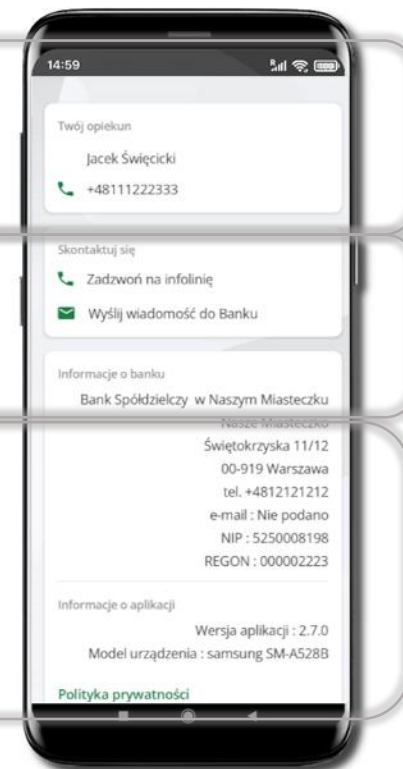 14:59
Twój opiekun
Jacek Święcicki
+48111222333
Skontaktuj się
Zadzwoń na infolinię
Wyślij wiadomość do Banku
Informacje o banku
Bank Spółdzielczy w Naszym Miasteczku
Nasze Miasteczko
Świętokrzyska 11/12
00-919 Warszawa
tel. +4812121212
e-mail : Nie podano
NIP : 5250008198
REGON : 000002223
Informacje o aplikacji
Wersja aplikacji : 2.7.0
Model urządzenia : samsung SM-A528B
Polityka prywatności